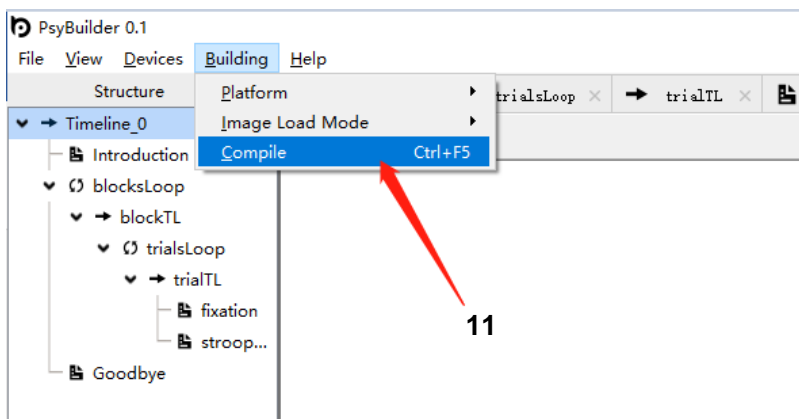 PsyBuilder 0.1
File View Devices Building Help
Structure
Platform
Image Load Mode
Compile Ctrl+F5
trialsLoop × trialTL ×
Timeline_0
Introduction
blocksLoop
blockTL
trialsLoop
trialTL
fixation
stroop...
Goodbye
11